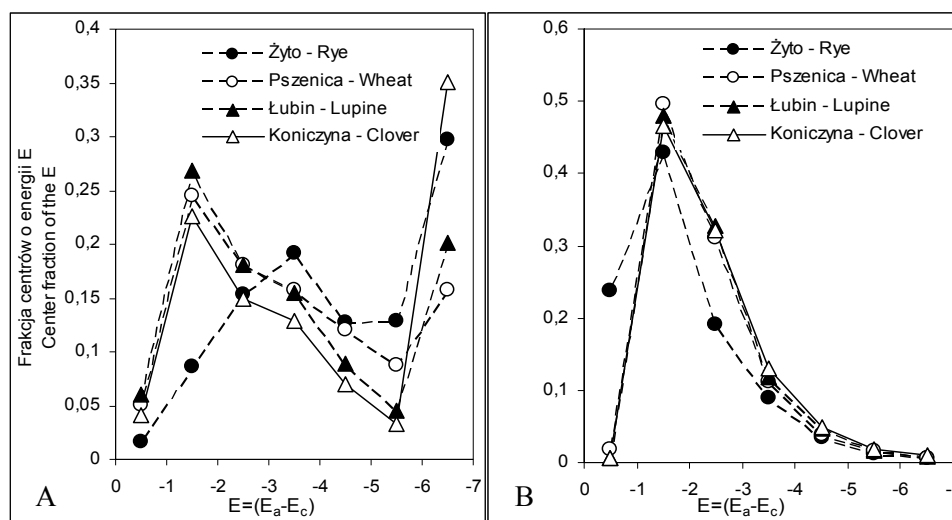 0,4
0,35
0,3
0,25
0,2
0,15
0,1
0,05
0
Frakcja centrów o energii E
Center fraction of the E
Żyto - Rye
Pszenica - Wheat
Łubin - Lupine
Koniczyna - Clover
0 -1 -2 -3 -4 -5 -6 -7
A
E=(Ea-Ec)
0,6
0,5
0,4
0,3
0,2
0,1
0
Żyto - Rye
Pszenica - Wheat
Łubin - Lupine
Koniczyna - Clover
0 -1 -2 -3 -4 -5 -6
B
E=(Ea-Ec)